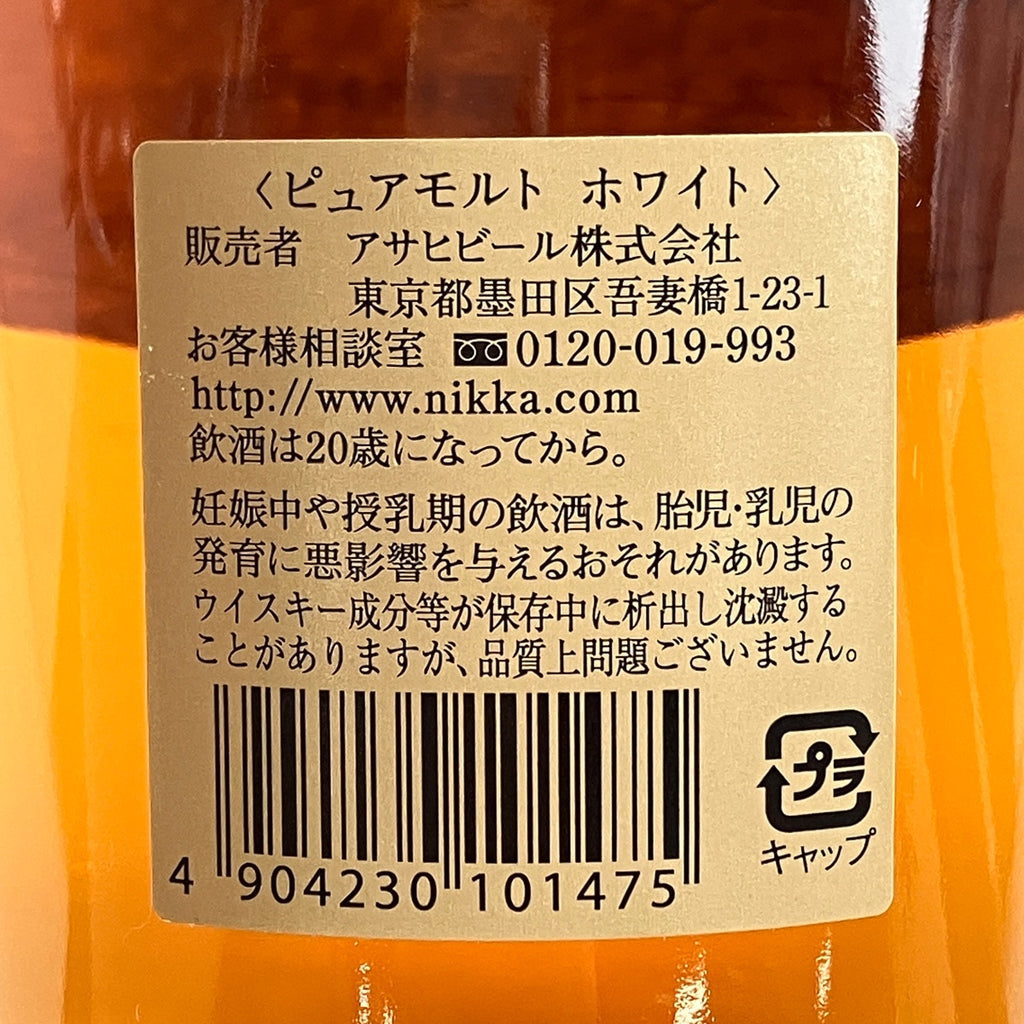 〈ピュアモルト ホワイト〉
販売者 アサヒビール株式会社
東京都墨田区吾妻橋1-23-1
お客様相談室 0120-019-993
http://www.nikka.com
飲酒は20歳になってから。
妊娠中や授乳期の飲酒は、胎児・乳児の
発育に悪影響を与えるおそれがあります。
ウイスキー成分等が保存中に析出し沈澱する
ことがありますが、品質上問題ございません。
4 904230 101475
プラ
キャップ